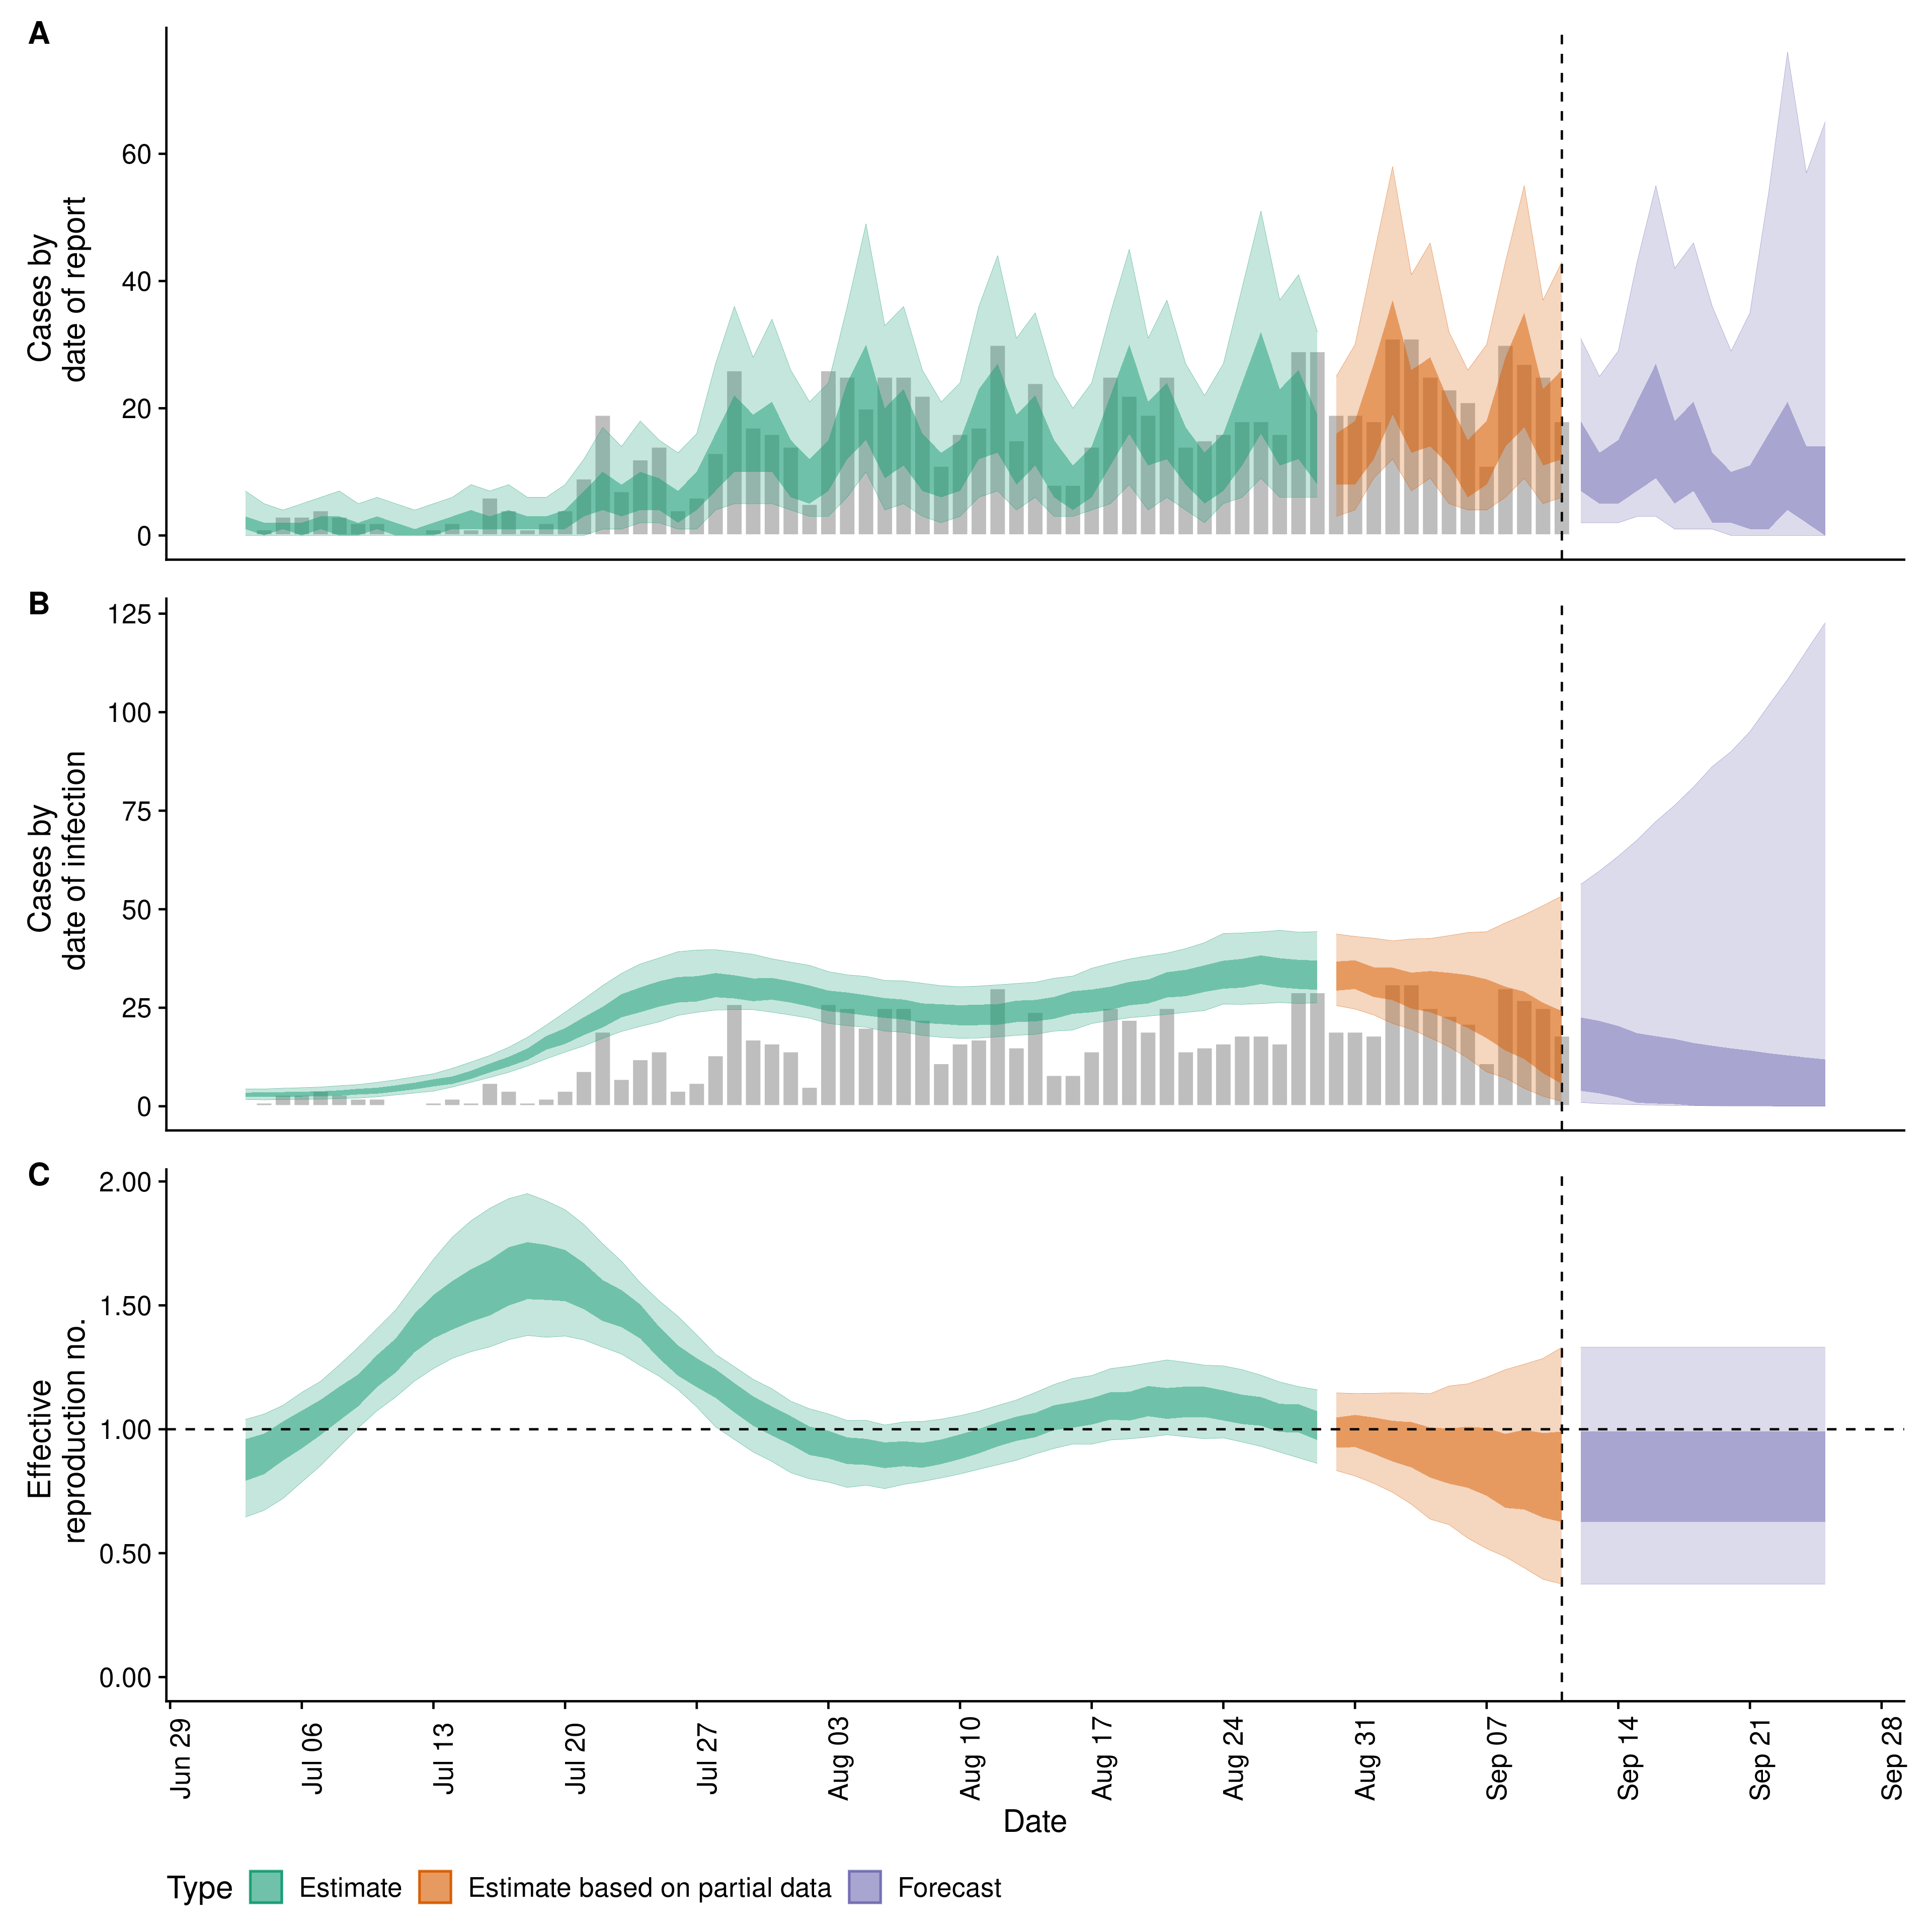 A
Cases by
date of report
60
40
20
0
B
Cases by
date of infection
125
100
75
50
25
0
C
Effective
reproduction no.
2.00
1.50
1.00
0.50
0.00
Jun 29
Jul 06
Jul 13
Jul 20
Jul 27
Aug 03
Aug 10
Aug 17
Aug 24
Aug 31
Sep 07
Sep 14
Sep 21
Sep 28
Date
Type Estimate Estimate based on partial data Forecast